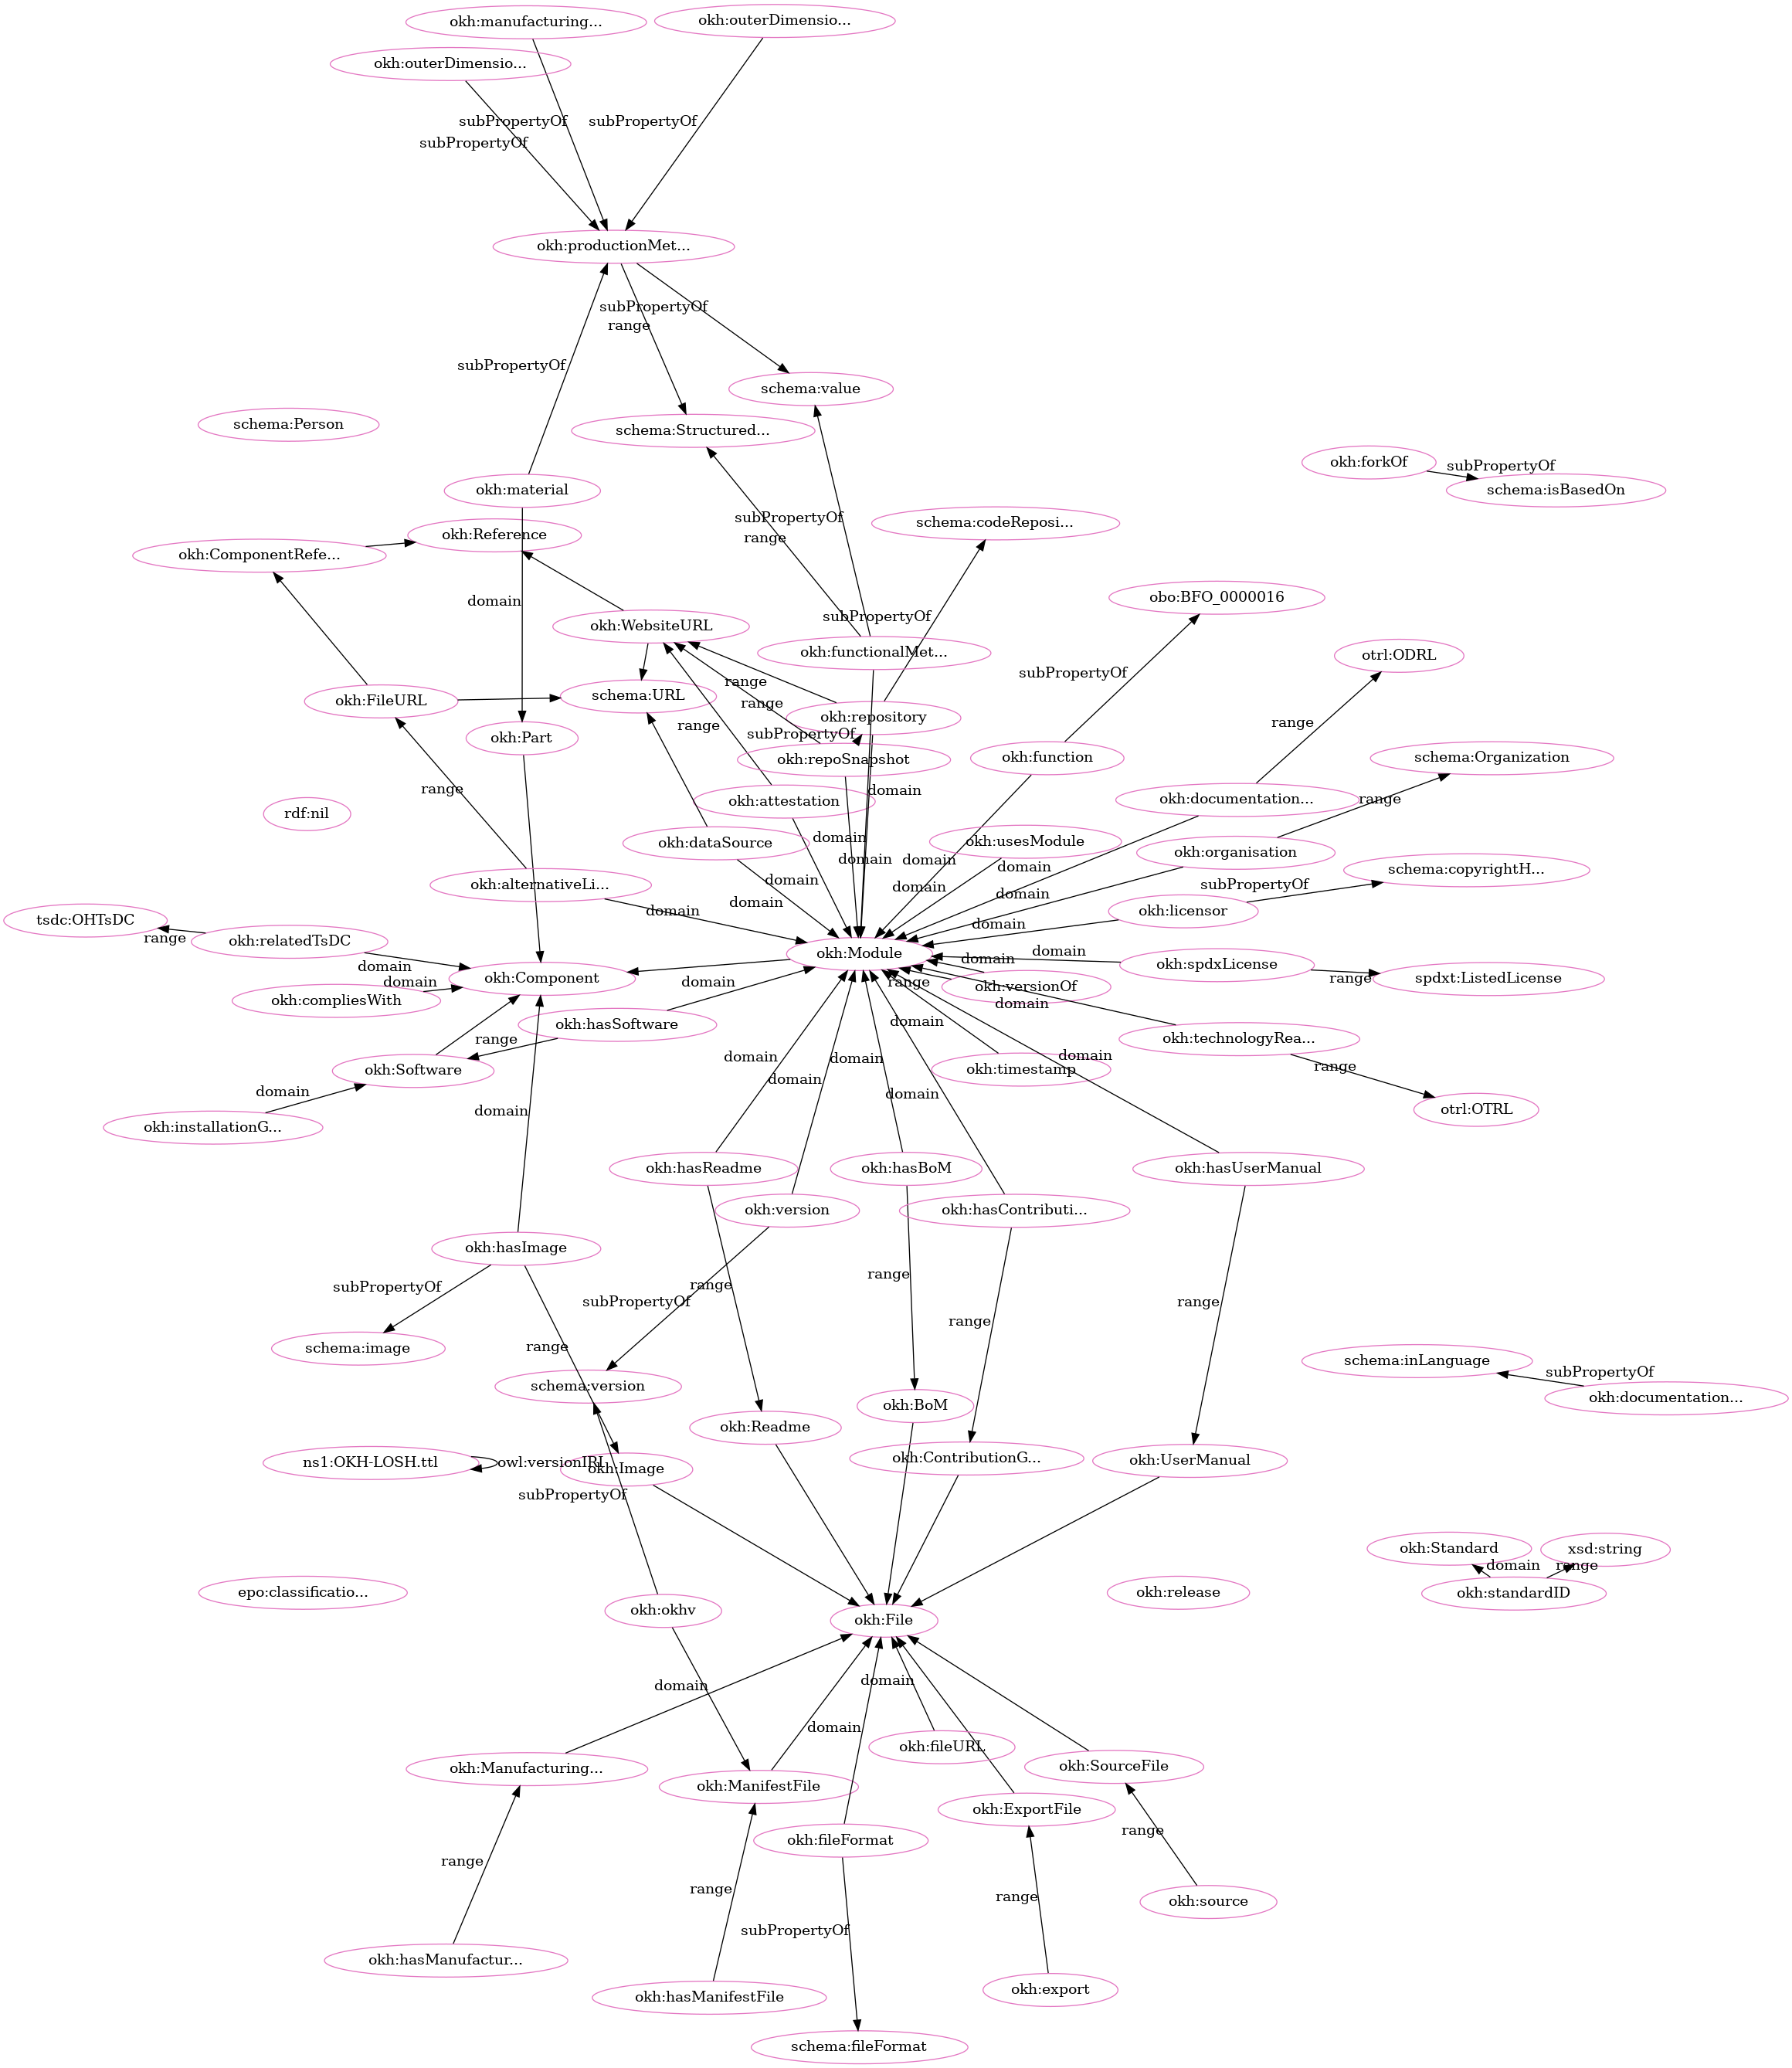 okh:manufacturing...
okh:outerDimensio...
okh:outerDimensio...
subPropertyOf
subPropertyOf
subPropertyOf
okh:productionMet...
subPropertyOf
range
subPropertyOf
schema:value
schema:Person
schema:Structured...
okh:forkOf
subPropertyOf
schema:isBasedOn
okh:material
subPropertyOf
schema:codeReposi...
okh:Reference
range
okh:ComponentRefe...
domain
obo:BFO_0000016
subPropertyOf
okh:WebsiteURL
okh:functionalMet...
otrl:ODRL
subPropertyOf
range
okh:FileURL
schema:URL
range
okh:repository
range
range
subPropertyOf
okh:Part
okh:repoSnapshot
okh:function
schema:Organization
range
domain
okh:attestation
okh:documentation...
range
rdf:nil
domain
okh:dataSource
okh:usesModule
okh:organisation
domain
domain
domain
schema:copyrightH...
okh:alternativeLi...
domain
domain
domain
subPropertyOf
domain
domain
okh:licensor
tsdc:OHTsDC
domain
range
okh:relatedTsDC
okh:Module
domain
domain
domain
okh:Component
okh:spdxLicense
range
spdxt:ListedLicense
domain
domain
range
okh:versionOf
okh:compliesWith
domain
okh:hasSoftware
domain
range
okh:technologyRea...
domain
domain
domain
okh:Software
domain
okh:timestamp
range
domain
domain
otrl:OTRL
domain
okh:installationG...
okh:hasReadme
okh:hasBoM
okh:hasUserManual
okh:version
okh:hasContributi...
okh:hasImage
range
subPropertyOf
range
subPropertyOf
range
range
range
schema:image
schema:inLanguage
subPropertyOf
schema:version
okh:documentation...
okh:BoM
okh:Readme
ns1:OKH-LOSH.ttl
owl:versionIRI
okh:Image
okh:ContributionG...
okh:UserManual
subPropertyOf
okh:Standard
xsd:string
domain
range
epo:classificatio...
okh:release
okh:standardID
okh:okhv
okh:File
domain
domain
domain
okh:fileURL
okh:Manufacturing...
okh:SourceFile
okh:ManifestFile
okh:ExportFile
range
okh:fileFormat
range
range
range
okh:source
subPropertyOf
okh:hasManufactur...
okh:export
okh:hasManifestFile
schema:fileFormat